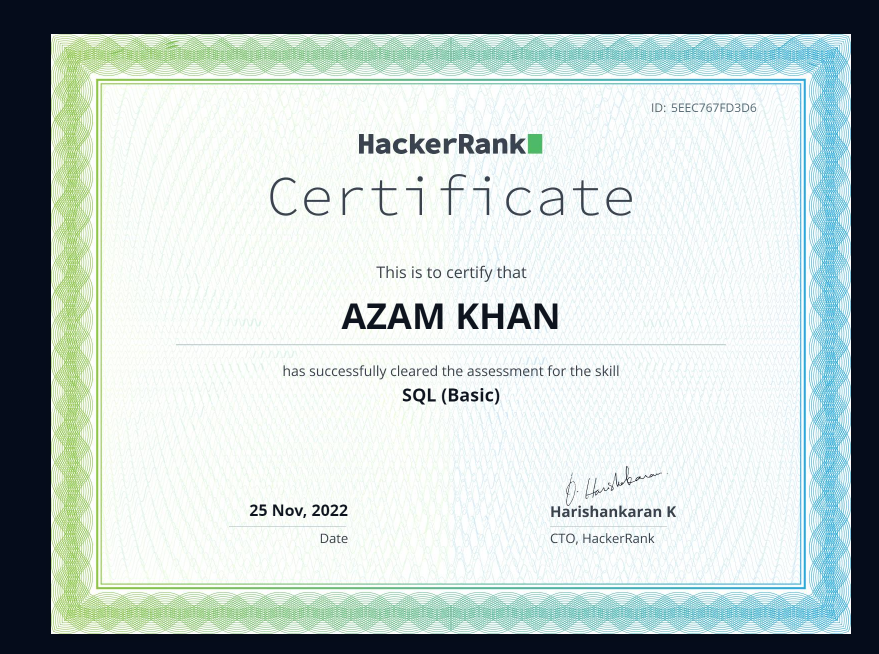 ID: 5EEC767FD3D6
HackerRank
Certificate
This is to certify that
AZAM KHAN
has successfully cleared the assessment for the skill
SQL (Basic)
25 Nov, 2022
Date
D. Harishankaran
Harishankaran K
CTO, HackerRank